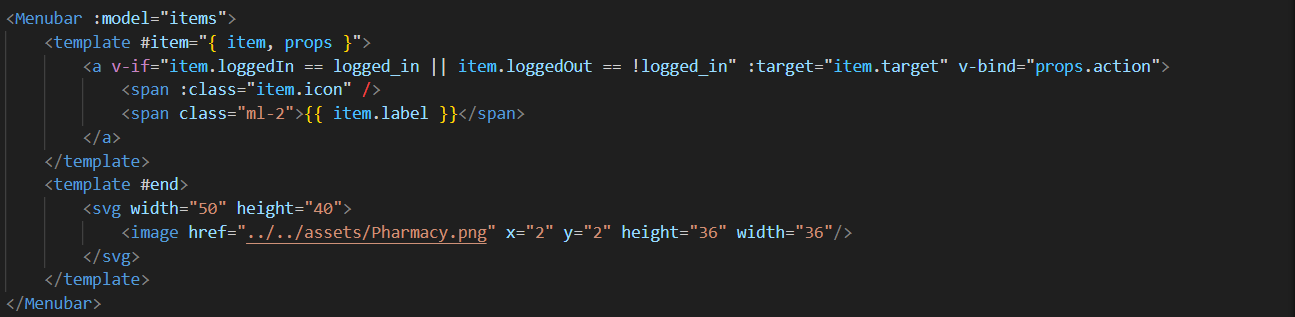 <Menubar :model="items">
    <template #item="{ item, props }">
        <a v-if="item.loggedIn == logged_in || item.loggedOut == !logged_in" :target="item.target" v-bind="props.action">
            <span :class="item.icon" />
            <span class="ml-2">{{ item.label }}</span>
        </a>
    </template>
    <template #end>
        <svg width="50" height="40">
            <image href="../../assets/Pharmacy.png" x="2" y="2" height="36" width="36"/>
        </svg>
    </template>
</Menubar>